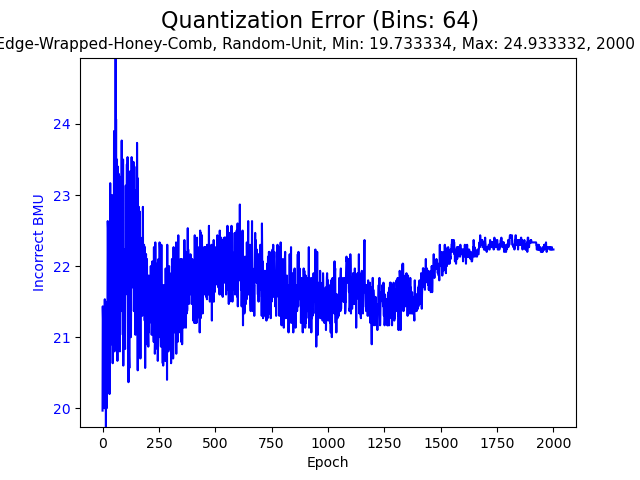 Quantization Error (Bins: 64)
Edge-Wrapped-Honey-Comb, Random-Unit, Min: 19.733334, Max: 24.933332, 2000
24
23
22
21
20
Incorrect BMU
0 250 500 750 1000 1250 1500 1750 2000
Epoch